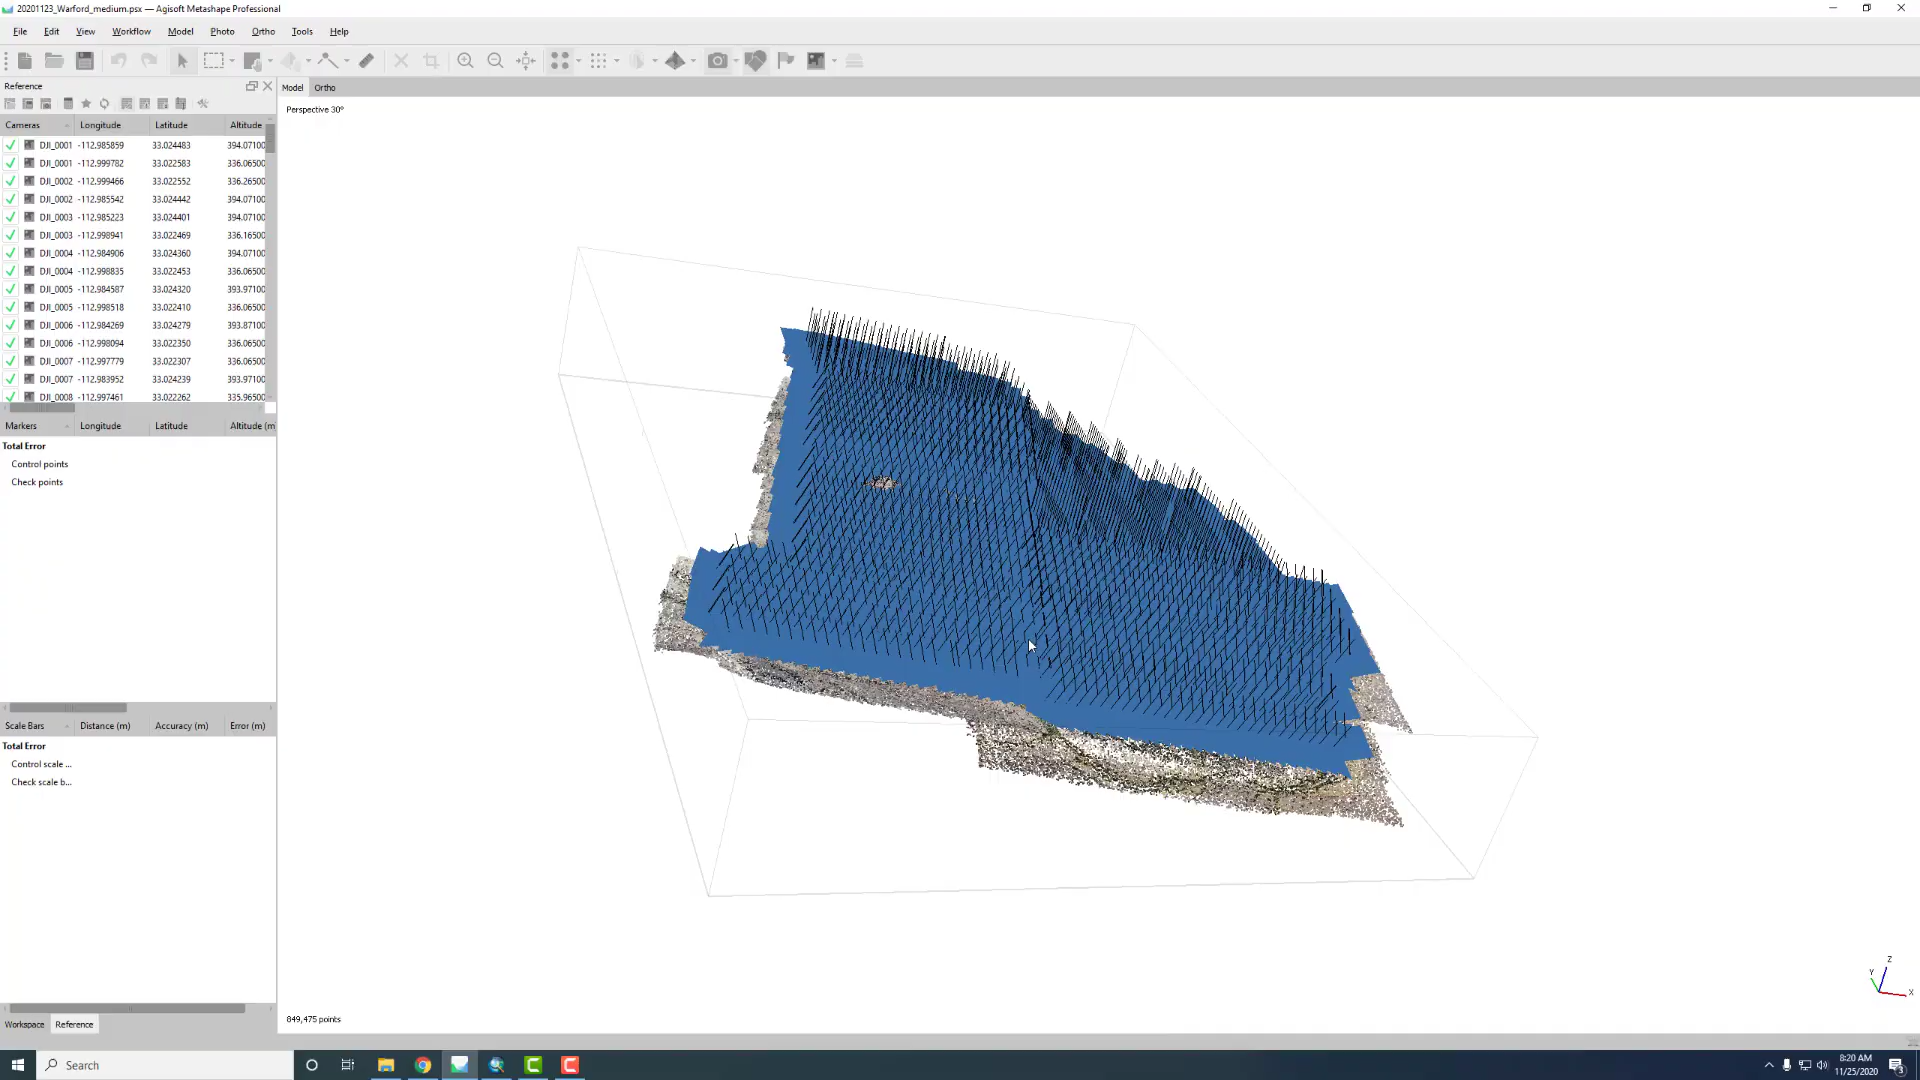 20201123_Warford_medium.psx — Agisoft Metashape Professional
File Edit View Workflow Model Photo Ortho Tools Help
Reference
Model Ortho
Perspective 30°
Cameras Longitude Latitude Altitude
DJI_0001 -112.985859 33.024483 394.07100
DJI_0001 -112.999782 33.022583 336.06500
DJI_0002 -112.999466 33.022552 336.26500
DJI_0002 -112.985542 33.024442 394.07100
DJI_0003 -112.985223 33.024401 394.07100
DJI_0003 -112.998941 33.022469 336.16500
DJI_0004 -112.984906 33.024360 394.07100
DJI_0004 -112.998835 33.022453 336.06500
DJI_0005 -112.984587 33.024320 393.97100
DJI_0005 -112.998518 33.022410 336.06500
DJI_0006 -112.984269 33.024279 393.87100
DJI_0006 -112.998094 33.022350 336.06500
DJI_0007 -112.997779 33.022307 336.06500
DJI_0007 -112.983952 33.024239 393.97100
DJI_0008 -112.997461 33.022262 335.96500
Markers Longitude Latitude Altitude (m
Total Error
Control points
Check points
Scale Bars Distance (m) Accuracy (m) Error (m)
Total Error
Control scale ...
Check scale b...
Z
Y
X
849,475 points
Workspace Reference
Search
8:20 AM
11/25/2020
3